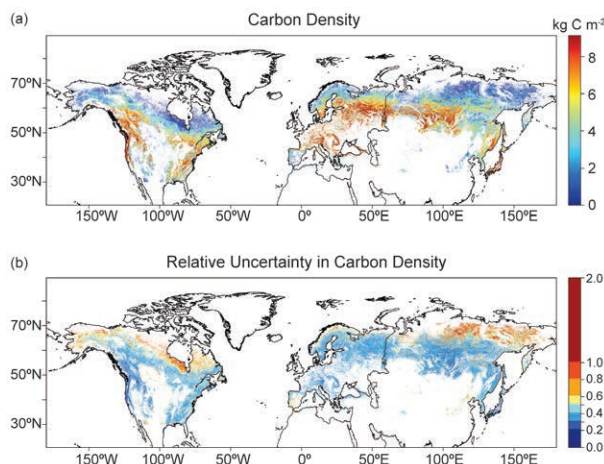 (a)
Carbon Density
kg C m⁻²
70ºN
50ºN
30ºN
150ºW 100ºW 50ºW 0º 50ºE 100ºE 150ºE
8
6
4
2
0
(b)
Relative Uncertainty in Carbon Density
70ºN
50ºN
30ºN
150ºW 100ºW 50ºW 0º 50ºE 100ºE 150ºE
2.0
1.0
0.8
0.6
0.5
0.4
0.2
0.0